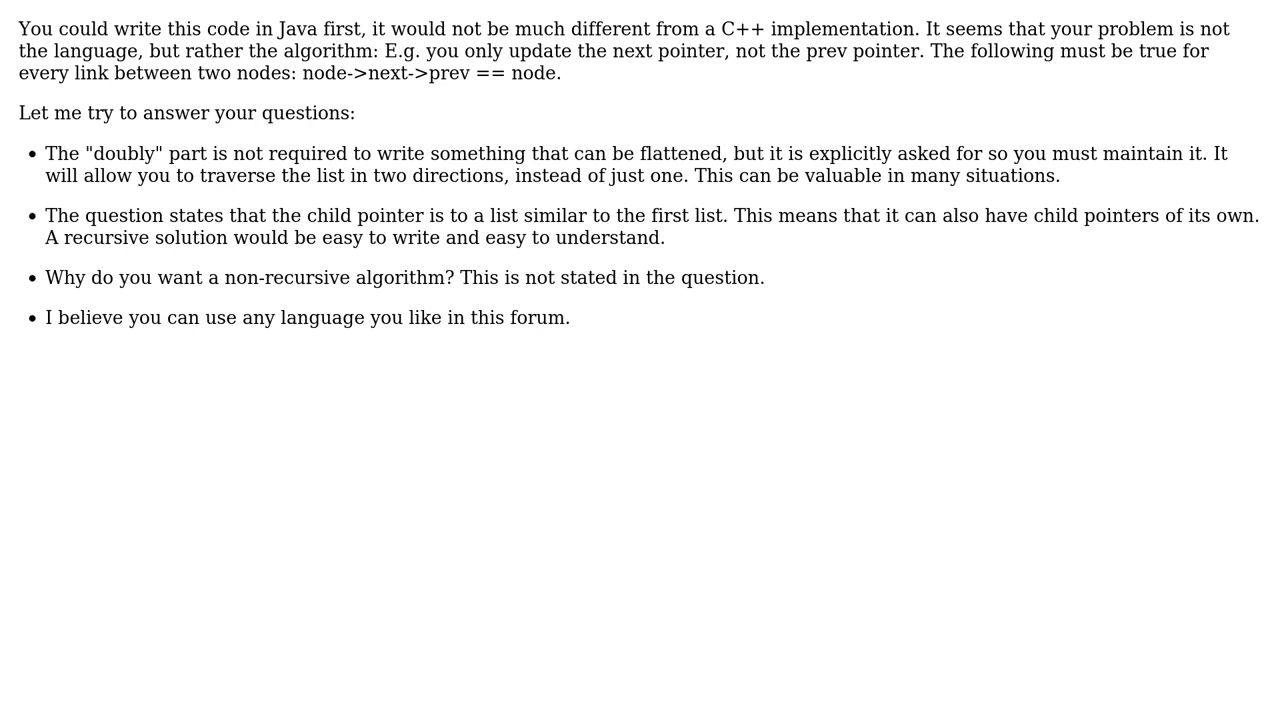 You could write this code in Java first, it would not be much different from a C++ implementation. It seems that your problem is not
the language, but rather the algorithm: E.g. you only update the next pointer, not the prev pointer. The following must be true for
every link between two nodes: node->next->prev == node.
Let me try to answer your questions:
• The "doubly" part is not required to write something that can be flattened, but it is explicitly asked for so you must maintain it. It
will allow you to traverse the list in two directions, instead of just one. This can be valuable in many situations.
• The question states that the child pointer is to a list similar to the first list. This means that it can also have child pointers of its own.
A recursive solution would be easy to write and easy to understand.
• Why do you want a non-recursive algorithm? This is not stated in the question.
• I believe you can use any language you like in this forum.